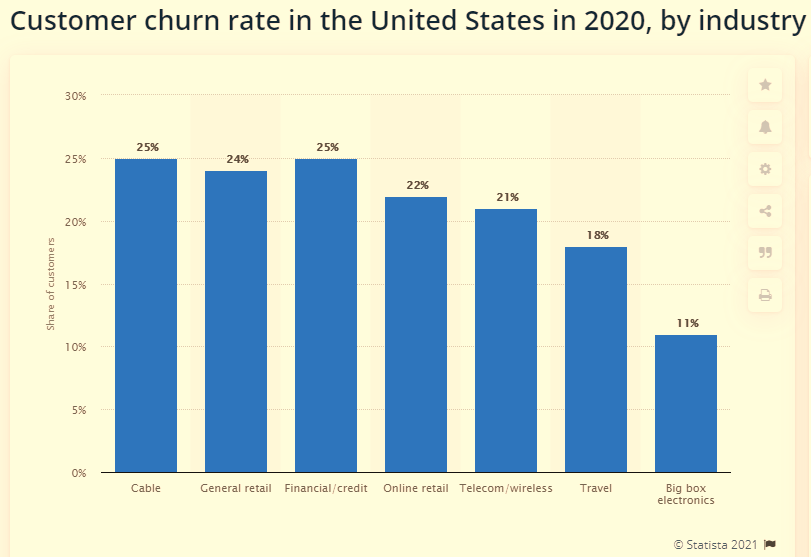 Customer churn rate in the United States in 2020, by industry
30%
25%
20%
15%
10%
5%
0%
Share of customers
25%
24%
25%
22%
21%
18%
11%
Cable
General retail
Financial/credit
Online retail
Telecom/wireless
Travel
Big box
electronics
© Statista 2021